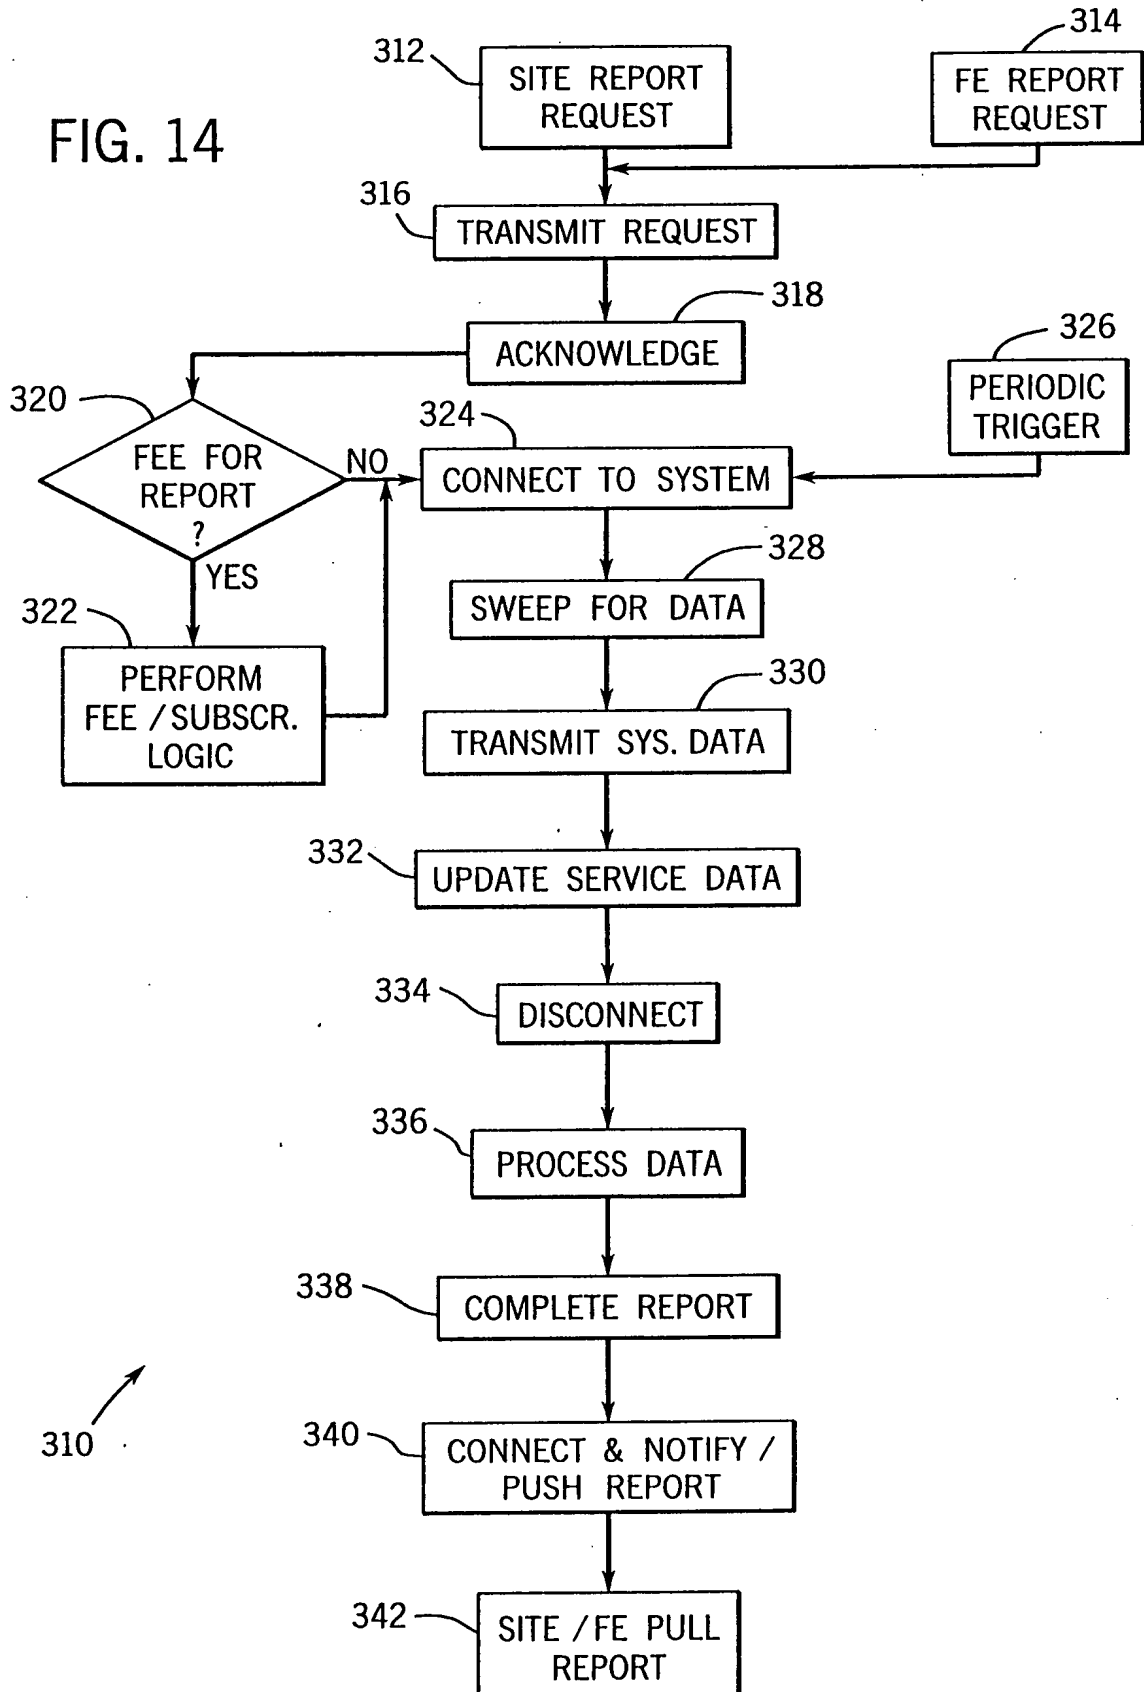 FIG. 14
312
SITE REPORT
REQUEST
314
FE REPORT
REQUEST
316
TRANSMIT REQUEST
318
ACKNOWLEDGE
320
FEE FOR
REPORT
?
NO
YES
322
PERFORM
FEE / SUBSCR.
LOGIC
324
CONNECT TO SYSTEM
326
PERIODIC
TRIGGER
328
SWEEP FOR DATA
330
TRANSMIT SYS. DATA
332
UPDATE SERVICE DATA
334
DISCONNECT
336
PROCESS DATA
338
COMPLETE REPORT
310
340
CONNECT & NOTIFY /
PUSH REPORT
342
SITE / FE PULL
REPORT